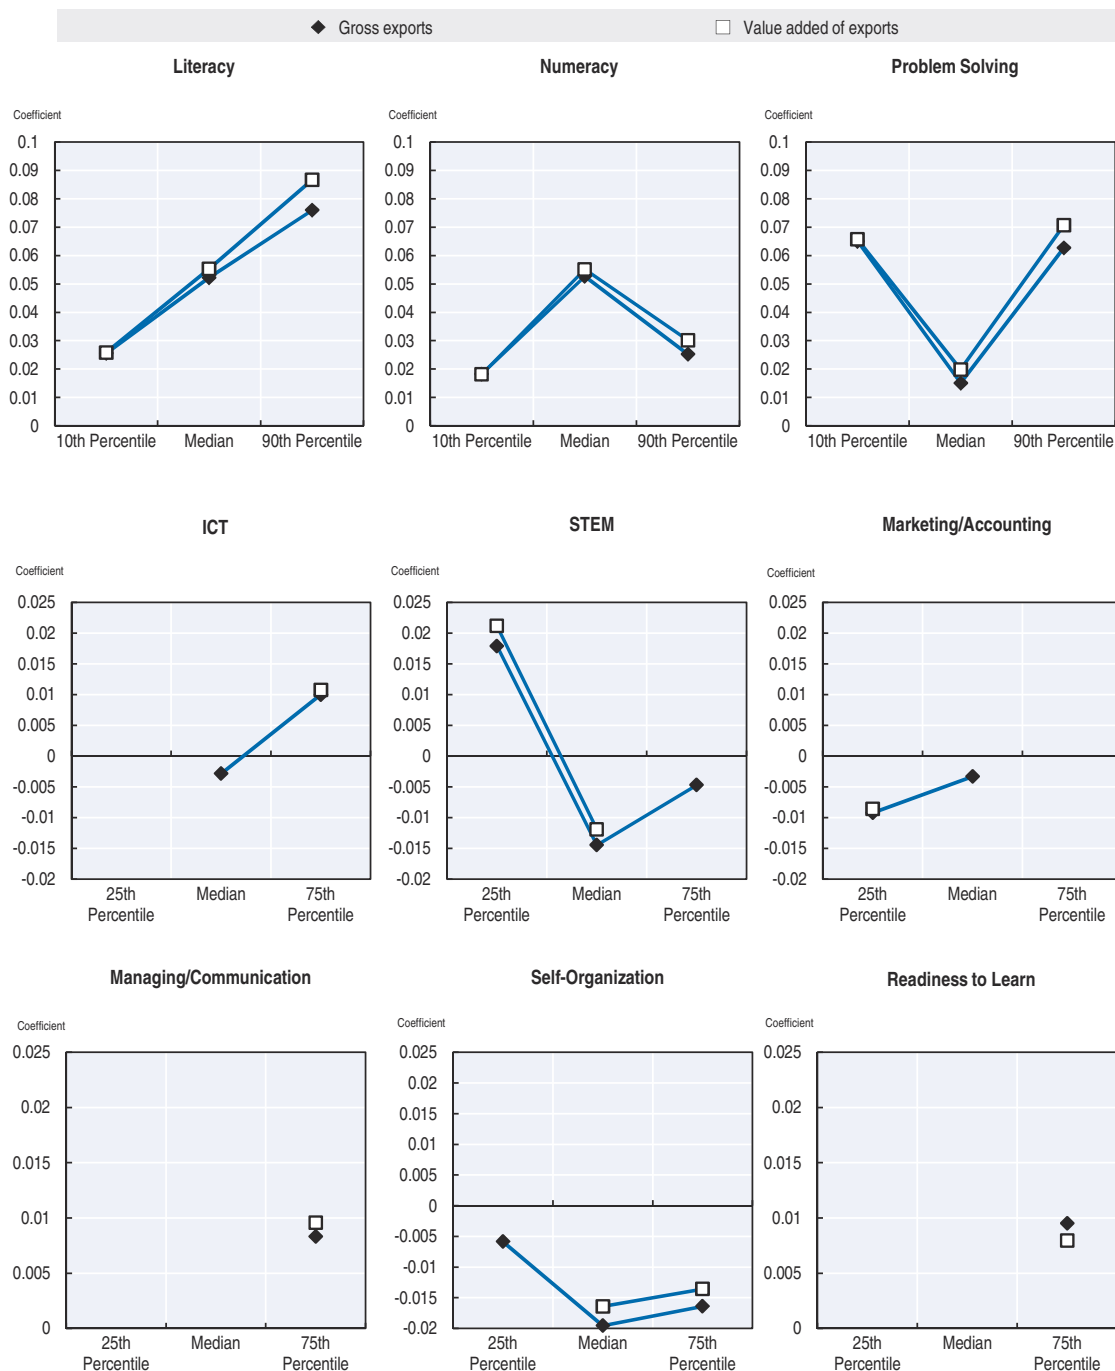 Gross exports
Value added of exports
Literacy
Numeracy
Problem Solving
Coefficient
Coefficient
Coefficient
0.1
0.09
0.08
0.07
0.06
0.05
0.04
0.03
0.02
0.01
0
10th Percentile
Median
90th Percentile
0.1
0.09
0.08
0.07
0.06
0.05
0.04
0.03
0.02
0.01
0
10th Percentile
Median
90th Percentile
0.1
0.09
0.08
0.07
0.06
0.05
0.04
0.03
0.02
0.01
0
10th Percentile
Median
90th Percentile
ICT
STEM
Marketing/Accounting
Coefficient
Coefficient
Coefficient
0.025
0.02
0.015
0.01
0.005
0
-0.005
-0.01
-0.015
-0.02
25th
Percentile
Median
75th
Percentile
0.025
0.02
0.015
0.01
0.005
0
-0.005
-0.01
-0.015
-0.02
25th
Percentile
Median
75th
Percentile
0.025
0.02
0.015
0.01
0.005
0
-0.005
-0.01
-0.015
-0.02
25th
Percentile
Median
75th
Percentile
Managing/Communication
Self-Organization
Readiness to Learn
Coefficient
Coefficient
Coefficient
0.025
0.02
0.015
0.01
0.005
0
25th
Percentile
Median
75th
Percentile
0.025
0.02
0.015
0.01
0.005
0
-0.005
-0.01
-0.015
-0.02
25th
Percentile
Median
75th
Percentile
0.025
0.02
0.015
0.01
0.005
0
25th
Percentile
Median
75th
Percentile